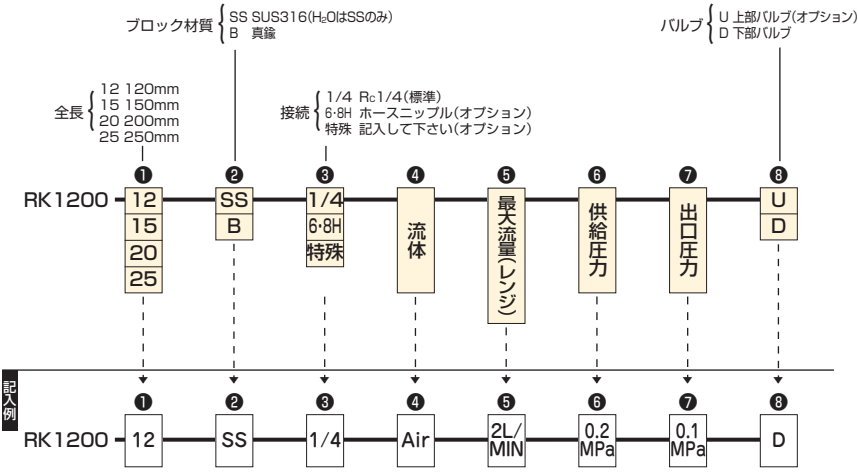 ブロック材質 SS SUS316(H₂OはSSのみ)
B 真鍮
バルブ U 上部バルブ(オプション)
D 下部バルブ
全長 12 120mm
15 150mm
20 200mm
25 250mm
接続 1/4 Rc1/4(標準)
6・8H ホースニップル(オプション)
特殊 記入して下さい(オプション)
❶ ❷ ❸ ❹ ❺ ❻ ❼ ❽
RK1200 12 SS 1/4 流体 最大流量(レンジ) 供給圧力 出口圧力 U
15 B 6・8H D
20 特殊
25
記入例
❶ ❷ ❸ ❹ ❺ ❻ ❼ ❽
RK1200 12 SS 1/4 Air 2L/MIN 0.2MPa 0.1MPa D